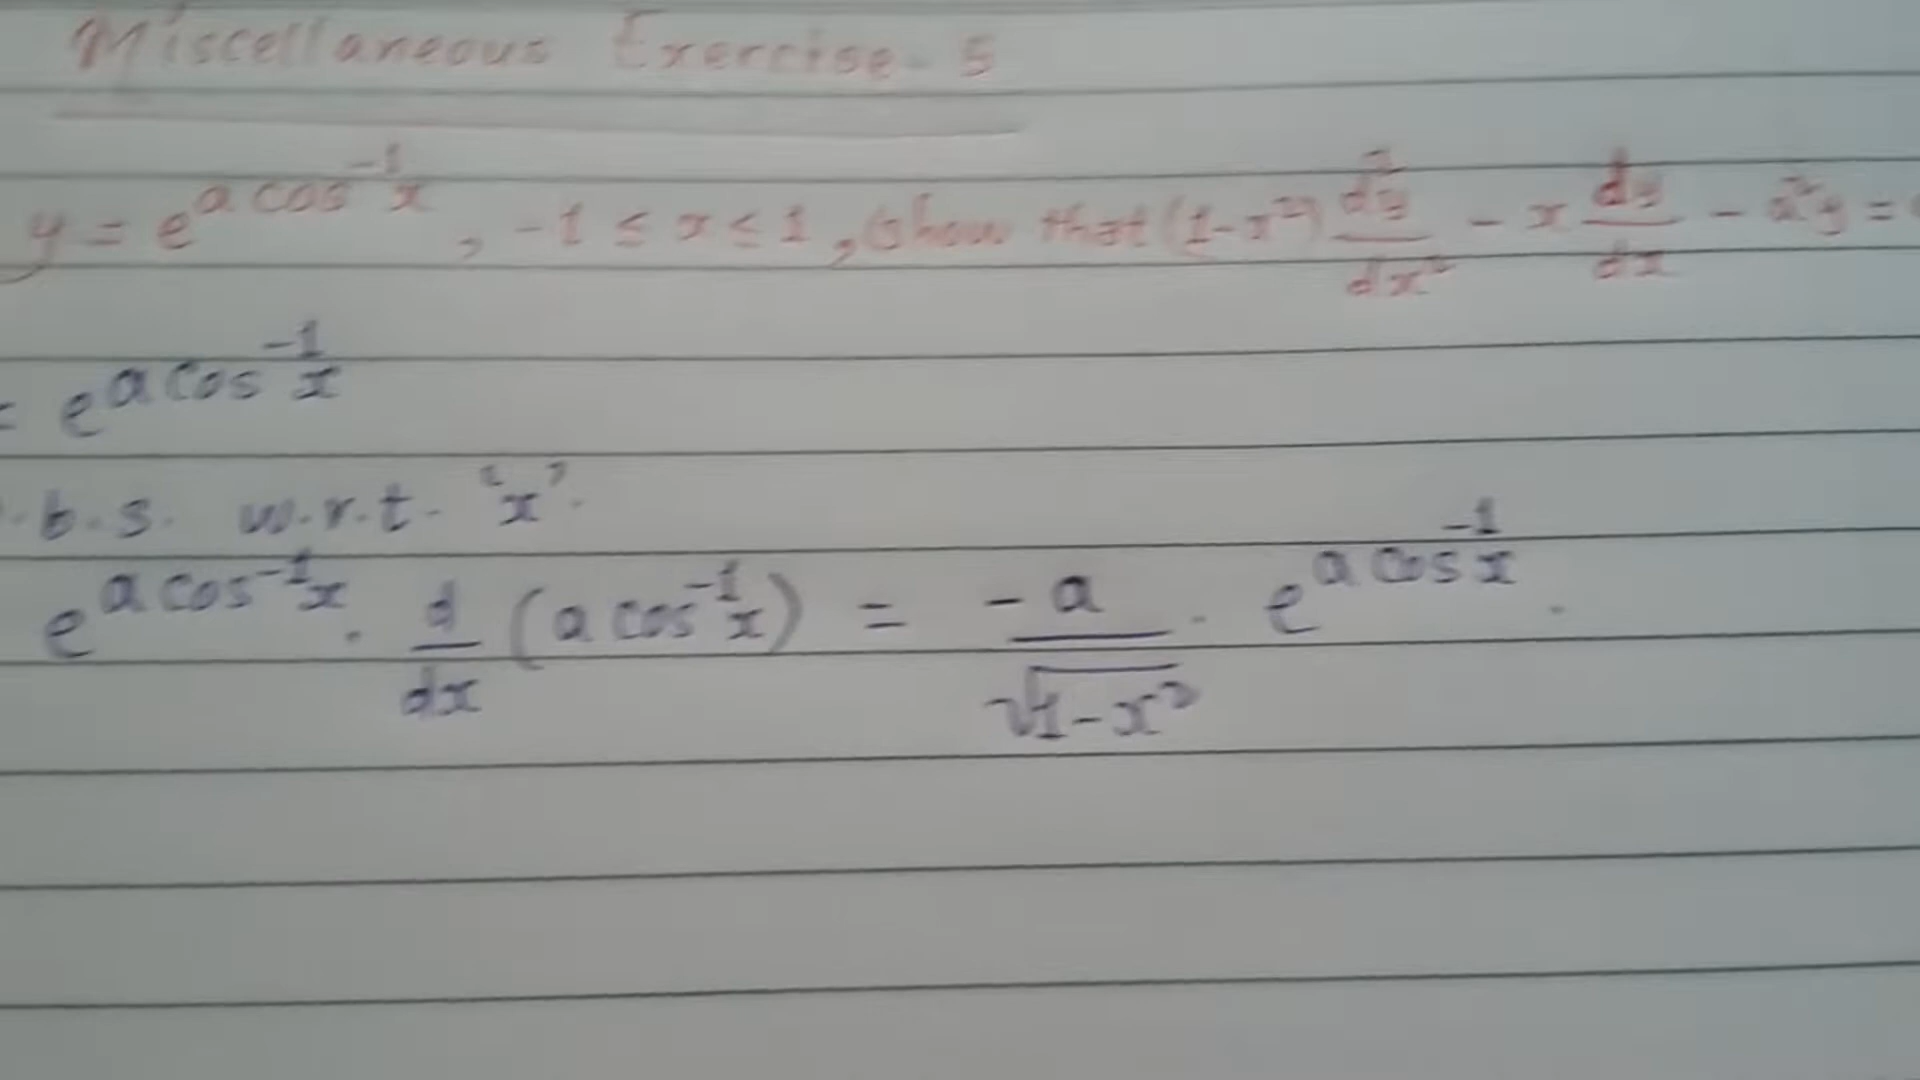 Miscellaneous Exercise-5
y = e^{a cos^{-1}x}, -1 ≤ x ≤ 1, show that (1-x²) d²y/dx² - x dy/dx - a²y =
= e^{a cos^{-1}x}
.b.s. w.r.t. 'x'.
e^{a cos^{-1}x} . d/dx (a cos^{-1}x) = -a/√(1-x²) . e^{a cos^{-1}x} .